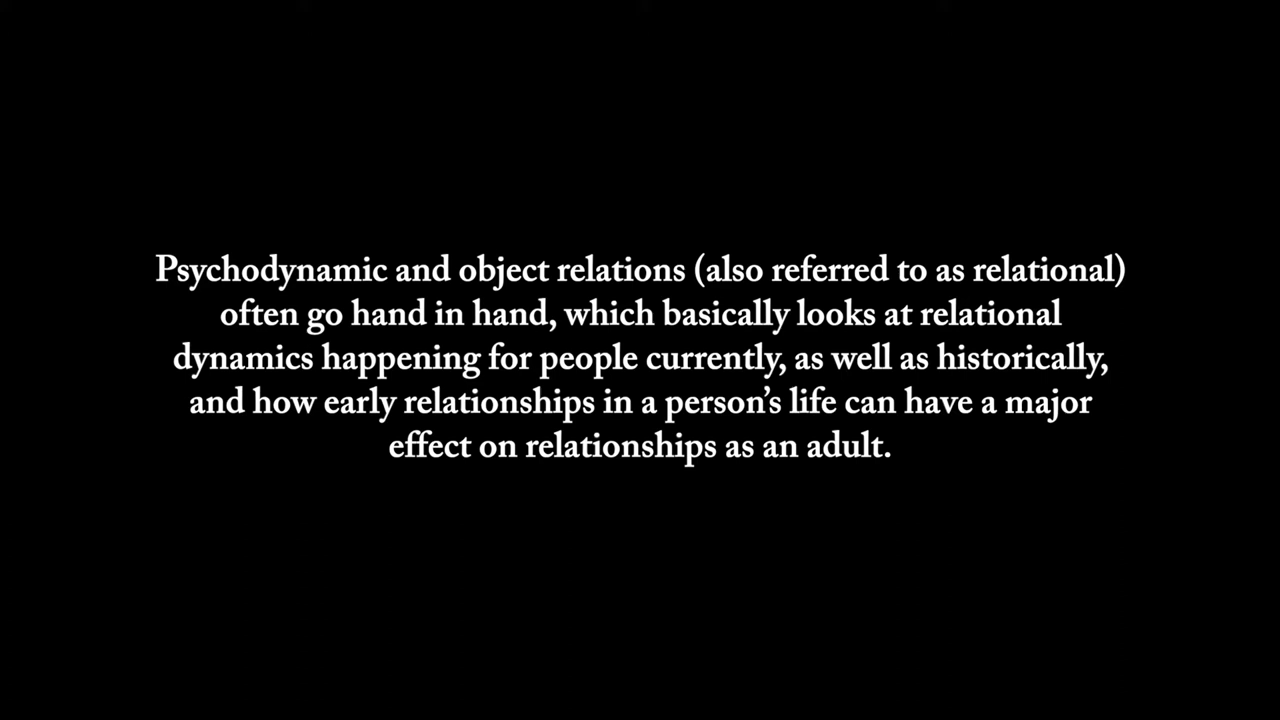 Psychodynamic and object relations (also referred to as relational)
often go hand in hand, which basically looks at relational
dynamics happening for people currently, as well as historically,
and how early relationships in a person’s life can have a major
effect on relationships as an adult.